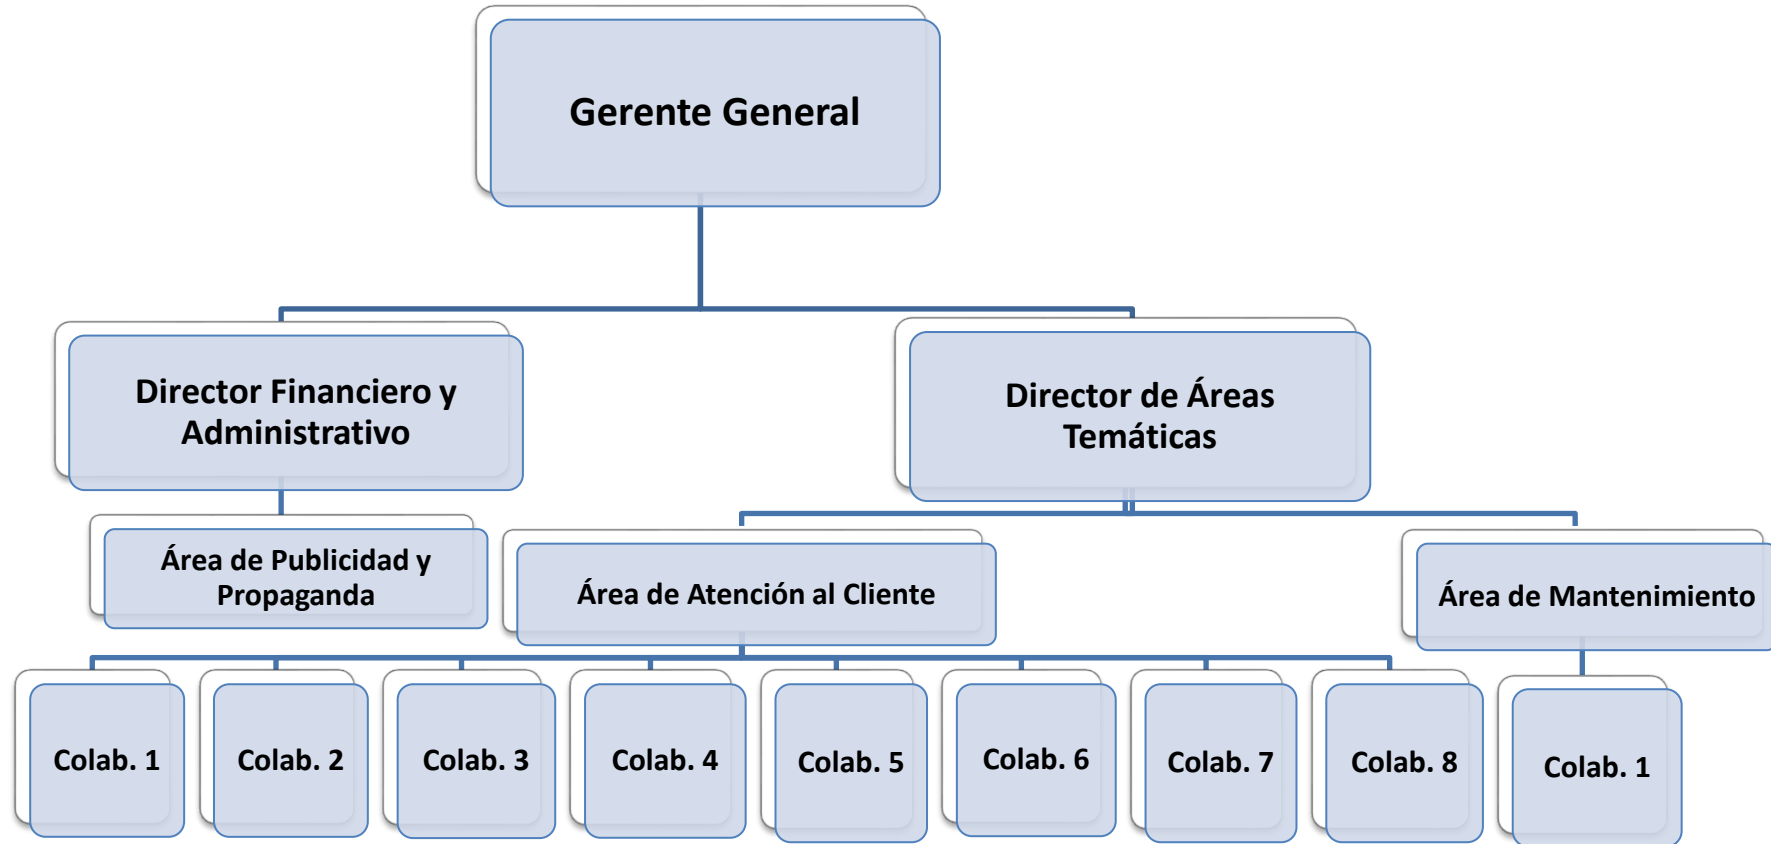 Gerente General
Director Financiero y
Administrativo
Director de Áreas
Temáticas
Área de Publicidad y
Propaganda
Área de Atención al Cliente
Área de Mantenimiento
Colab. 1
Colab. 2
Colab. 3
Colab. 4
Colab. 5
Colab. 6
Colab. 7
Colab. 8
Colab. 1